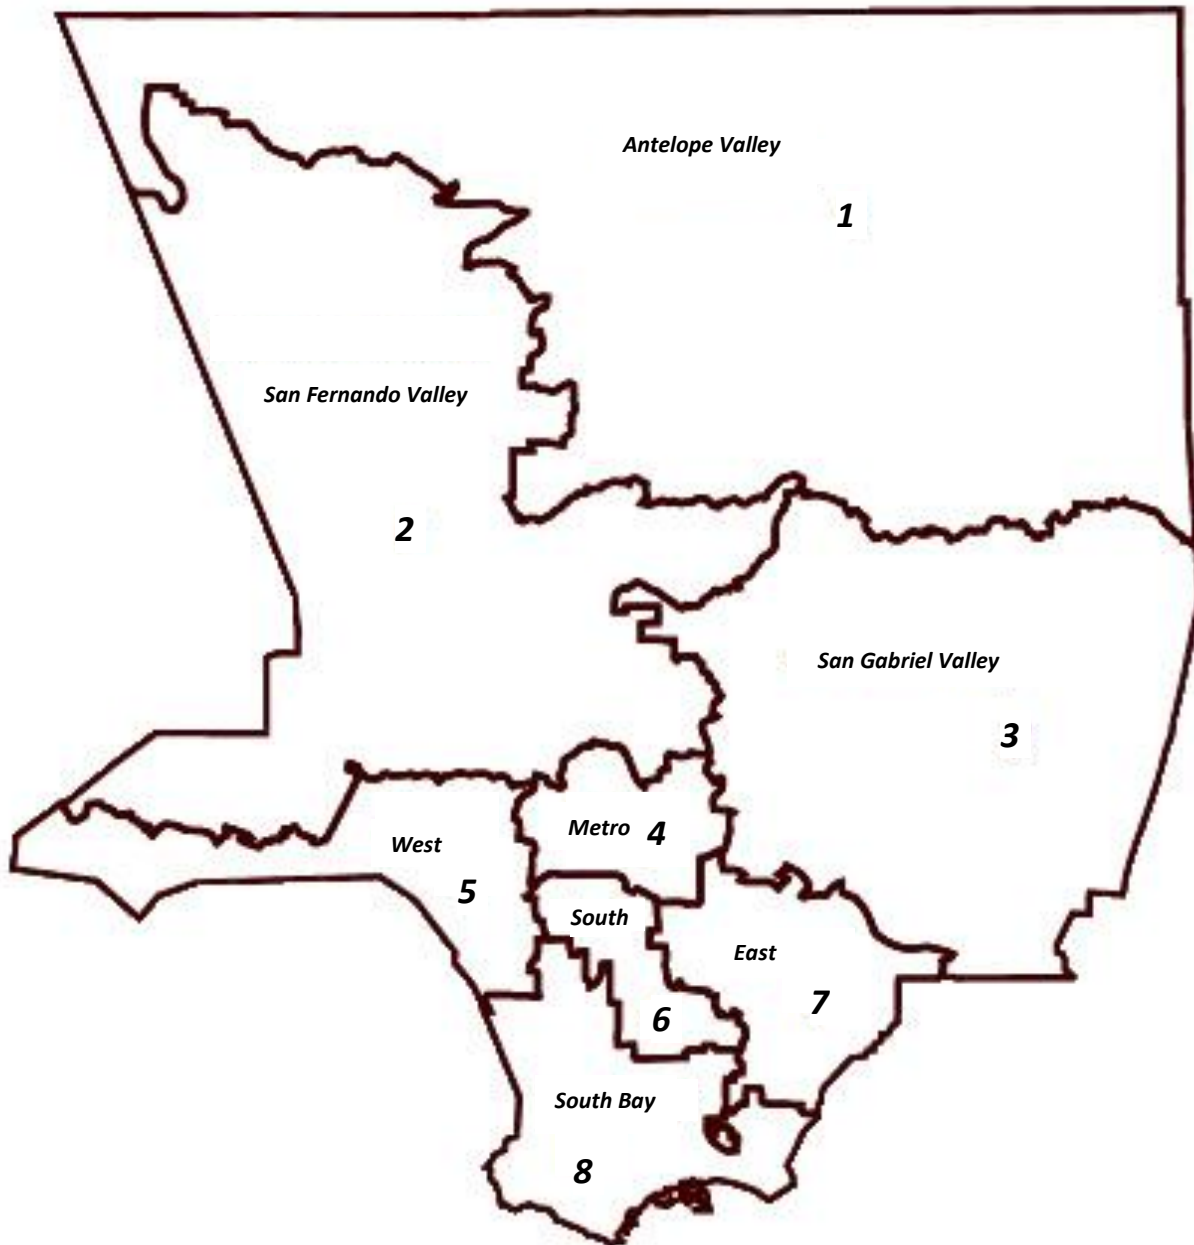 Antelope Valley
1
San Fernando Valley
2
San Gabriel Valley
3
Metro 4
West
5
South
6
East
7
South Bay
8